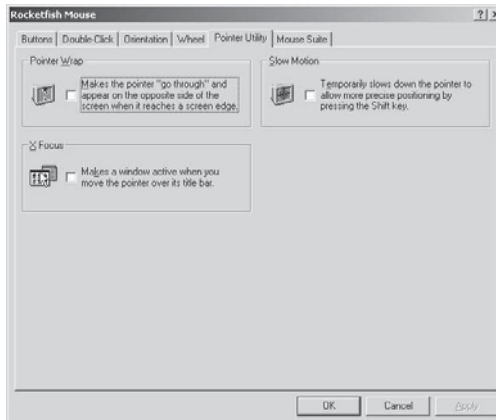 Rocketfish Mouse
Buttons Double-Click Orientation Wheel Pointer Utility Mouse Suite
Pointer Wrap
Makes the pointer "go through" and
appear on the opposite side of the
screen when it reaches a screen edge.
Slow Motion
Temporarily slows down the pointer to
allow more precise positioning by
pressing the Shift key.
X Focus
Makes a window active when you
move the pointer over its title bar.
OK Cancel Apply